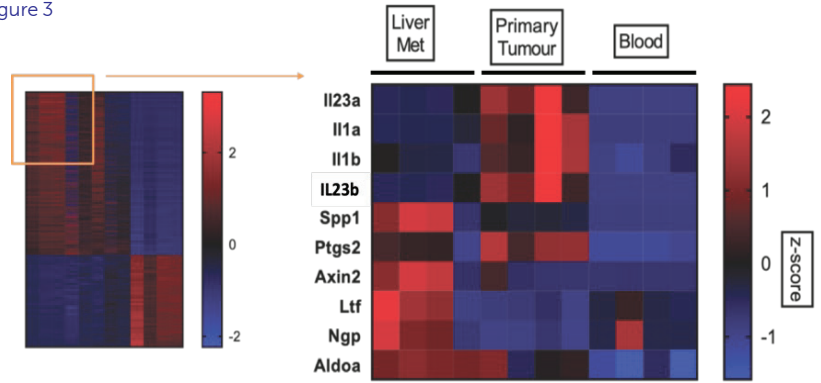 gure 3
Liver
Met
Primary
Tumour
Blood
2
0
-2
Il23a
Il1a
Il1b
IL23b
Spp1
Ptgs2
Axin2
Ltf
Ngp
Aldoa
2
1
0
-1
z-score